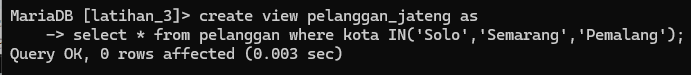 MariaDB [latihan_3]> create view pelanggan_jateng as
    -> select * from pelanggan where kota IN('Solo','Semarang','Pemalang');
Query OK, 0 rows affected (0.003 sec)